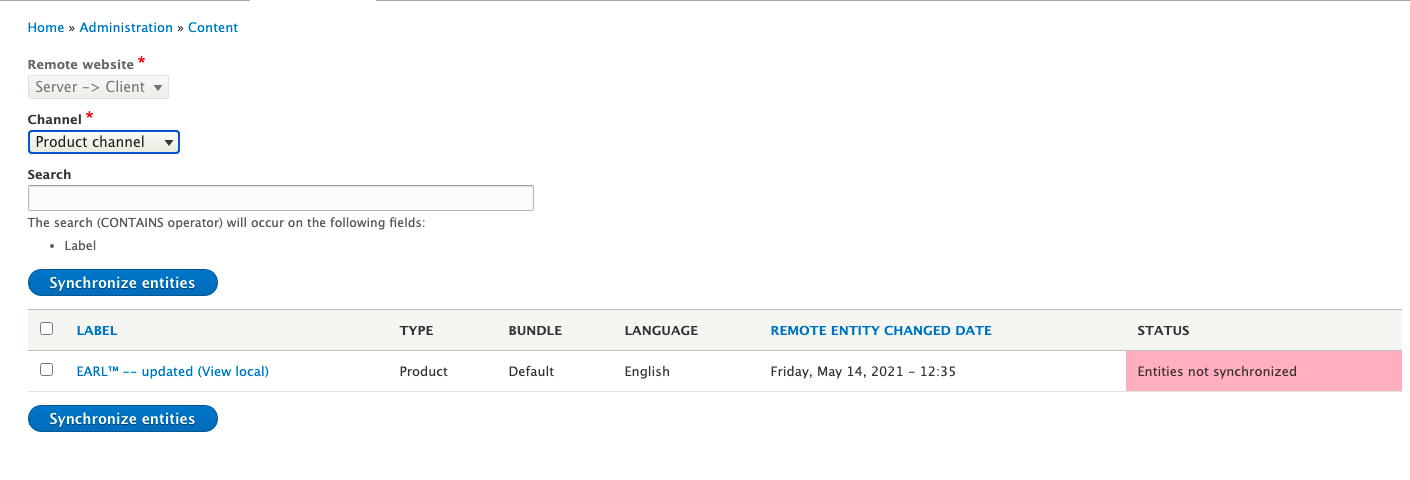 Home » Administration » Content
Remote website *
Server -> Client ▼
Channel *
Product channel ▼
Search
The search (CONTAINS operator) will occur on the following fields:
• Label
Synchronize entities
LABEL TYPE BUNDLE LANGUAGE REMOTE ENTITY CHANGED DATE STATUS
EARL™ -- updated (View local) Product Default English Friday, May 14, 2021 - 12:35 Entities not synchronized
Synchronize entities